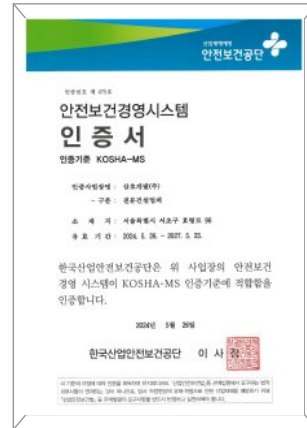 안전보건공단
안전보건경영시스템
인 증 서
인증기준 KOSHA-MS
인증사업장명 : 삼호개발(주)
- 구분 : 전문건설업체
소 재 지 : 서울특별시 서초구 효령로 96
유 효 기 간 : 2024. 5. 26. ~ 2027. 5. 25.
한국산업안전보건공단은 위 사업장의 안전보건
경영 시스템이 KOSHA-MS 인증기준에 적합함을
인증합니다.
2024년 5월 26일
한국산업안전보건공단 이 사 장